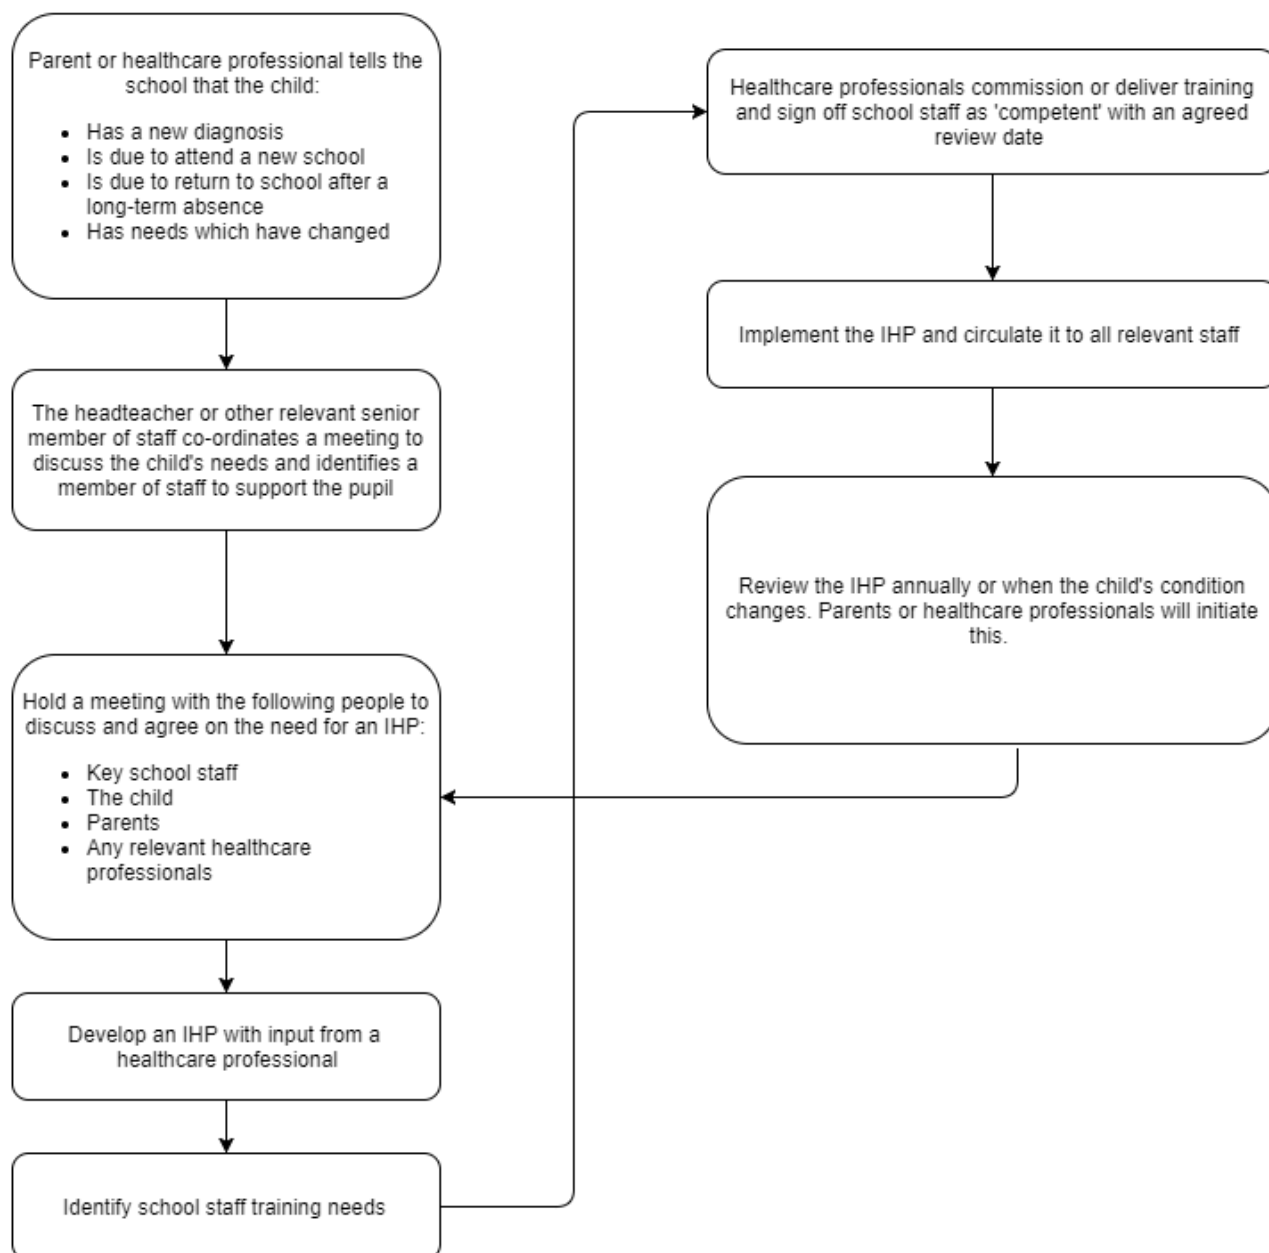 Parent or healthcare professional tells the
school that the child:
• Has a new diagnosis
• Is due to attend a new school
• Is due to return to school after a
long-term absence
• Has needs which have changed
The headteacher or other relevant senior
member of staff co-ordinates a meeting to
discuss the child's needs and identifies a
member of staff to support the pupil
Hold a meeting with the following people to
discuss and agree on the need for an IHP:
• Key school staff
• The child
• Parents
• Any relevant healthcare
professionals
Develop an IHP with input from a
healthcare professional
Identify school staff training needs
Healthcare professionals commission or deliver training
and sign off school staff as 'competent' with an agreed
review date
Implement the IHP and circulate it to all relevant staff
Review the IHP annually or when the child's condition
changes. Parents or healthcare professionals will initiate
this.